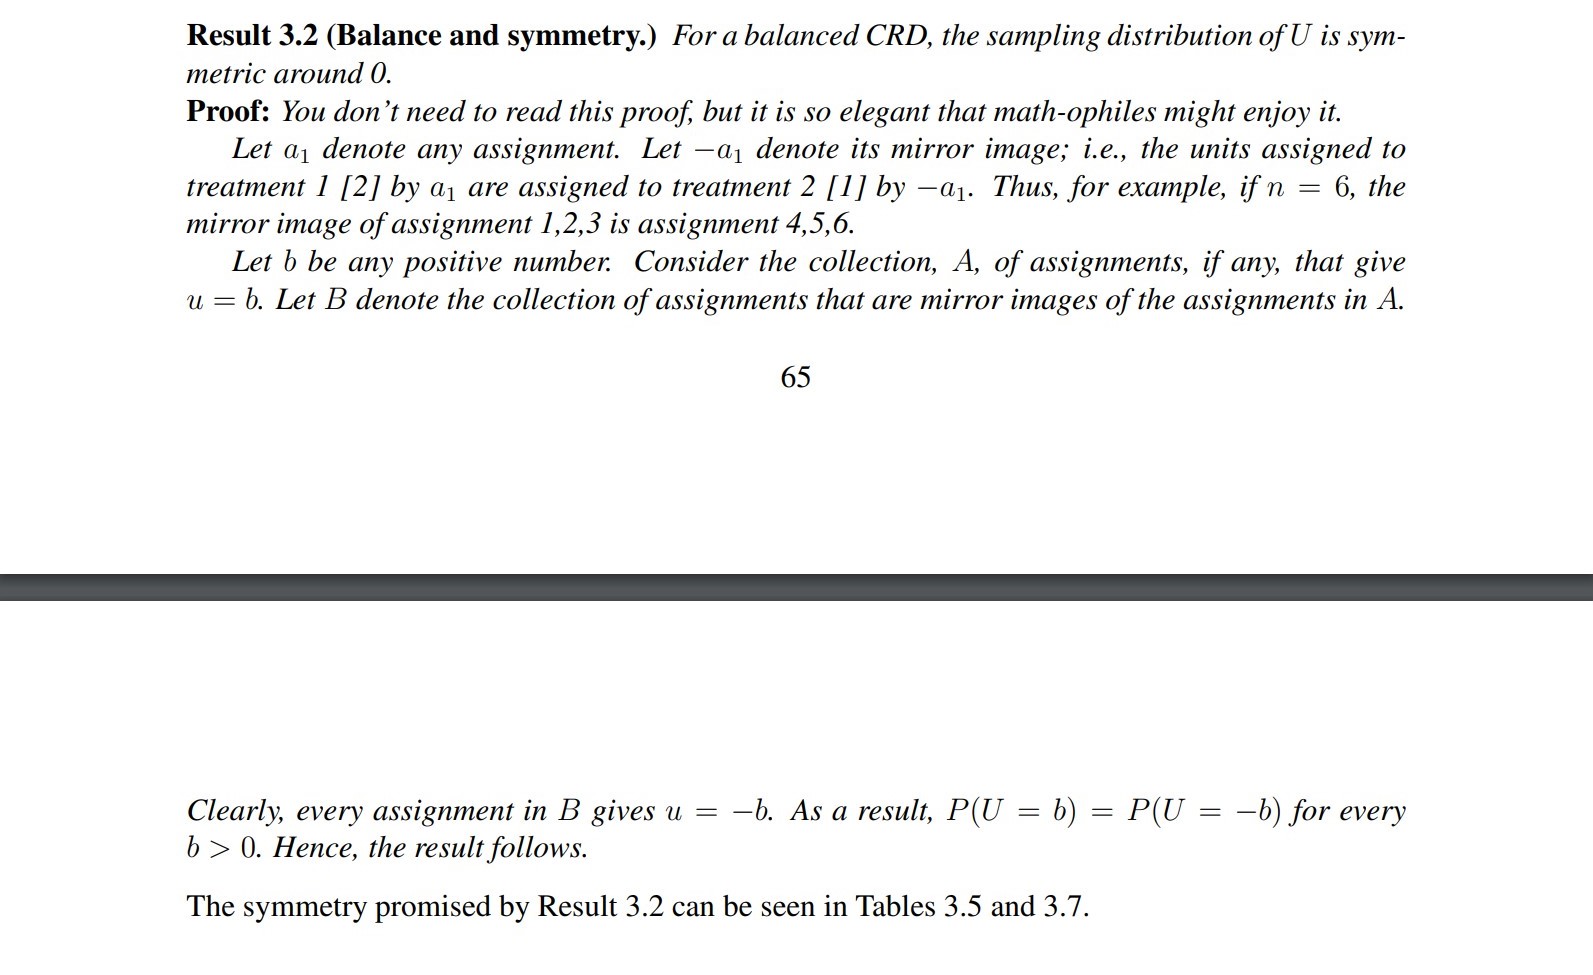 Result 3.2 (Balance and symmetry.) For a balanced CRD, the sampling distribution of U is sym-
metric around 0.
Proof: You don't need to read this proof, but it is so elegant that math-ophiles might enjoy it.
Let a₁ denote any assignment. Let −a₁ denote its mirror image; i.e., the units assigned to
treatment 1 [2] by a₁ are assigned to treatment 2 [1] by −a₁. Thus, for example, if n = 6, the
mirror image of assignment 1,2,3 is assignment 4,5,6.
Let b be any positive number. Consider the collection, A, of assignments, if any, that give
u = b. Let B denote the collection of assignments that are mirror images of the assignments in A.
65
Clearly, every assignment in B gives u = −b. As a result, P(U = b) = P(U = −b) for every
b > 0. Hence, the result follows.
The symmetry promised by Result 3.2 can be seen in Tables 3.5 and 3.7.